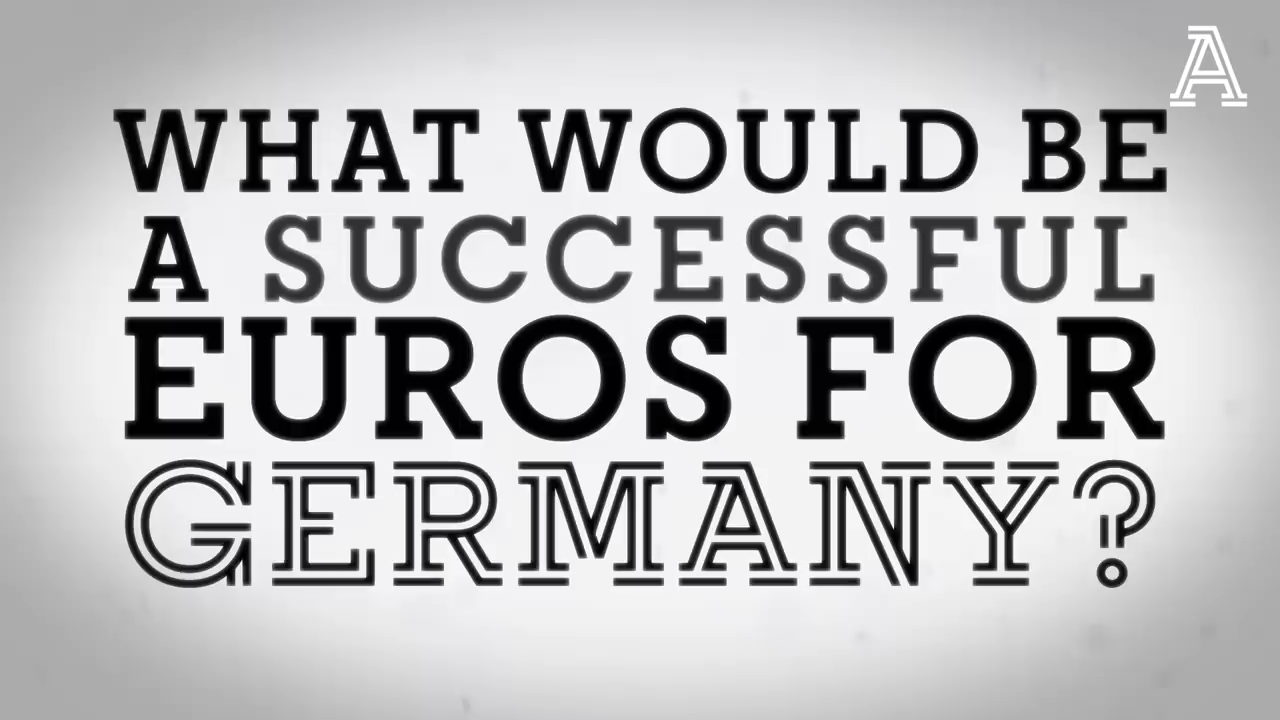 A
WHAT WOULD BE
A SUCCESSFUL
EUROS FOR
GERMANY?